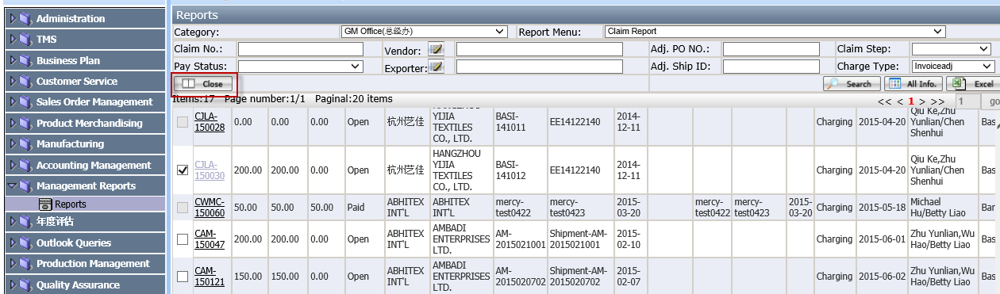 Administration
TMS
Business Plan
Customer Service
Sales Order Management
Product Merchandising
Manufacturing
Accounting Management
Management Reports
Reports
年度评估
Outlook Queries
Production Management
Quality Assurance
Reports
Category: GM Office(总经办) Report Menu: Claim Report
Claim No.: Vendor: Adj. PO NO.: Claim Step:
Pay Status: Exporter: Adj. Ship ID: Charge Type: Invoiceadj
Close Search All Info. Excel
Items:17 Page number:1/1 Paginal:20 items << < 1 > >> 1 go
CJLA-
150028
0.00 0.00 0.00 Open 杭州艺佳
HANGZHOU
YIJIA
TEXTILES
CO., LTD.
BASI-
141011
EE14122140
2014-
12-11
Charging 2015-04-20
Qiu Ke,Zhu
Yunlian/Chen
Shenhui
Bas
CJLA-
150030
200.00 200.00 0.00 Open 杭州艺佳
HANGZHOU
YIJIA
TEXTILES
CO., LTD.
BASI-
141012
EE14122140
2014-
12-11
Charging 2015-04-20
Qiu Ke,Zhu
Yunlian/Chen
Shenhui
Bas
CWMC-
150060
50.00 50.00 50.00 Paid
ABHITEX
INT'L
ABHITEX
INT'L
mercy-
test0422
mercy-
test0423
2015-
03-20
mercy-
test0422
mercy-
test0423
2015-
03-20
Charging 2015-05-18
Michael
Hu/Betty Liao
Bar
CAM-
150047
200.00 200.00 0.00 Open
ABHITEX
INT'L
AMBADI
ENTERPRISES
LTD.
AM-
2015021001
Shipment-AM-
2015021001
2015-
02-10
Charging 2015-06-01
Zhu Yunlian,Wu
Hao/Betty Liao
Bas
CAM-
150121
150.00 150.00 0.00 Open
ABHITEX
INT'L
AMBADI
ENTERPRISES
LTD.
AM-
2015020702
Shipment-AM-
2015020702
2015-
02-07
Charging 2015-06-02
Zhu Yunlian,Wu
Hao/Betty Liao
Bas